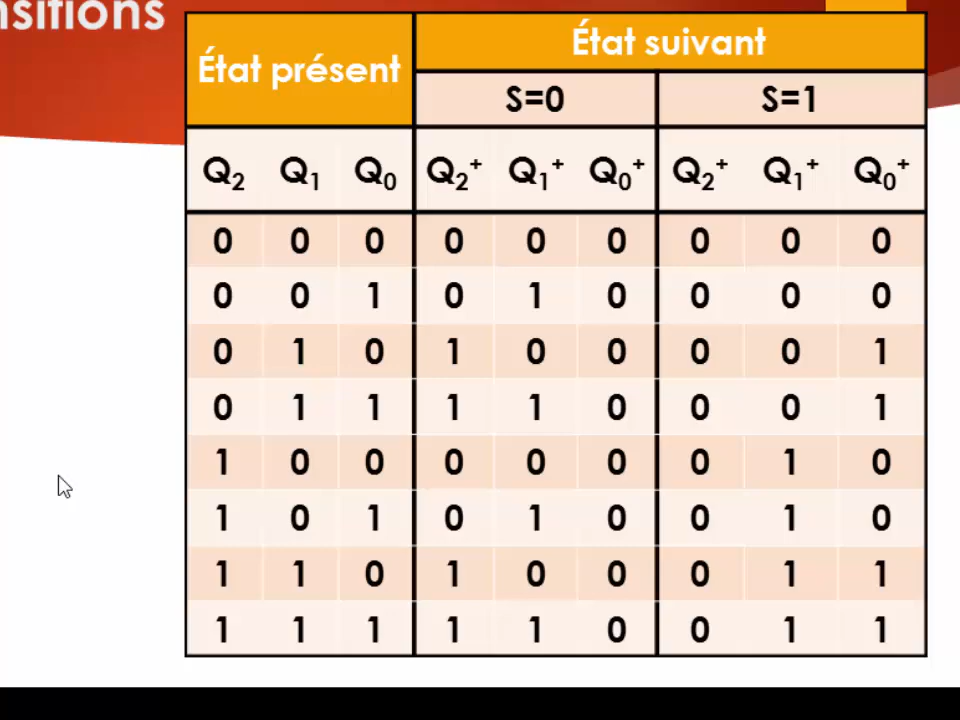 nsitions
État présent État suivant
S=0 S=1
Q2 Q1 Q0 Q2+ Q1+ Q0+ Q2+ Q1+ Q0+
0 0 0 0 0 0 0 0 0
0 0 1 0 1 0 0 0 0
0 1 0 1 0 0 0 0 1
0 1 1 1 1 0 0 0 1
1 0 0 0 0 0 0 1 0
1 0 1 0 1 0 0 1 0
1 1 0 1 0 0 0 1 1
1 1 1 1 1 0 0 1 1